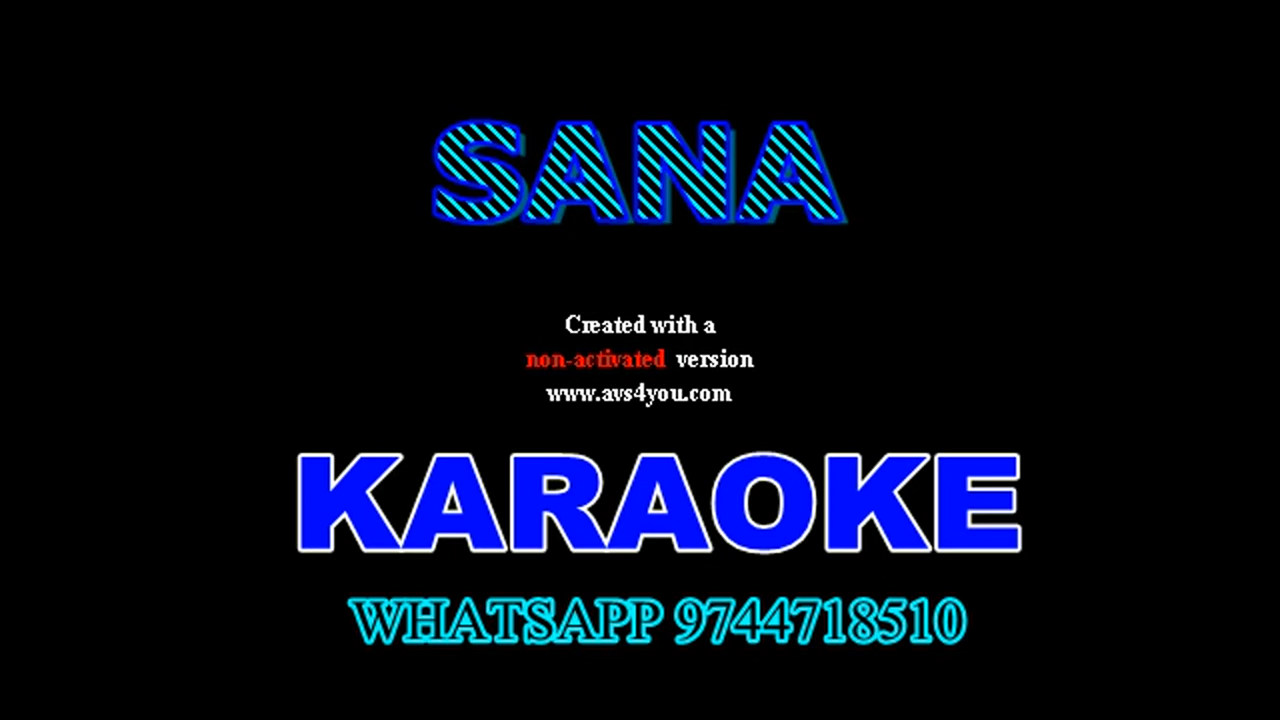 SANA
Created with a
non-activated version
www.avs4you.com
KARAOKE
WHATSAPP 9744718510